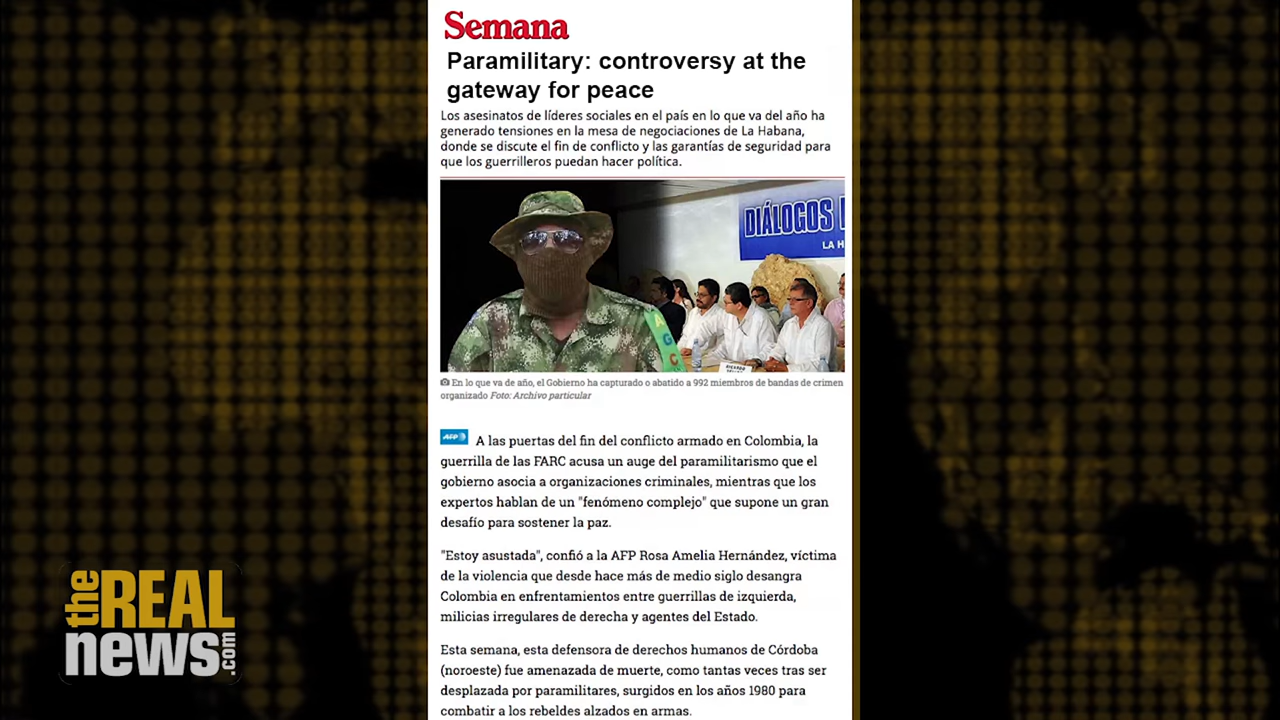 Semana
Paramilitary: controversy at the
gateway for peace
Los asesinatos de líderes sociales en el país en lo que va del año ha
generado tensiones en la mesa de negociaciones de La Habana,
donde se discute el fin de conflicto y las garantías de seguridad para
que los guerrilleros puedan hacer política.
DIÁLOGOS
LA H
AGC
En lo que va de año, el Gobierno ha capturado o abatido a 992 miembros de bandas de crimen
organizado Foto: Archivo particular
AFP A las puertas del fin del conflicto armado en Colombia, la
guerrilla de las FARC acusa un auge del paramilitarismo que el
gobierno asocia a organizaciones criminales, mientras que los
expertos hablan de un "fenómeno complejo" que supone un gran
desafío para sostener la paz.
"Estoy asustada", confió a la AFP Rosa Amelia Hernández, víctima
de la violencia que desde hace más de medio siglo desangra
Colombia en enfrentamientos entre guerrillas de izquierda,
milicias irregulares de derecha y agentes del Estado.
Esta semana, esta defensora de derechos humanos de Córdoba
(noroeste) fue amenazada de muerte, como tantas veces tras ser
desplazada por paramilitares, surgidos en los años 1980 para
combatir a los rebeldes alzados en armas.
the REAL
news.com